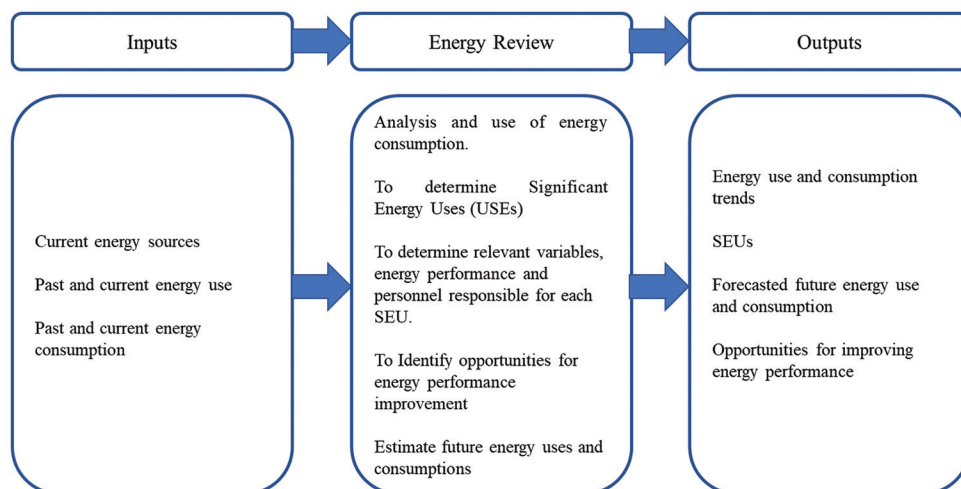 Inputs
Energy Review
Outputs
Current energy sources
Past and current energy use
Past and current energy
consumption
Analysis and use of energy
consumption.
To determine Significant
Energy Uses (USEs)
To determine relevant variables,
energy performance and
personnel responsible for each
SEU.
To Identify opportunities for
energy performance
improvement
Estimate future energy uses and
consumptions
Energy use and consumption
trends
SEUs
Forecasted future energy use
and consumption
Opportunities for improving
energy performance